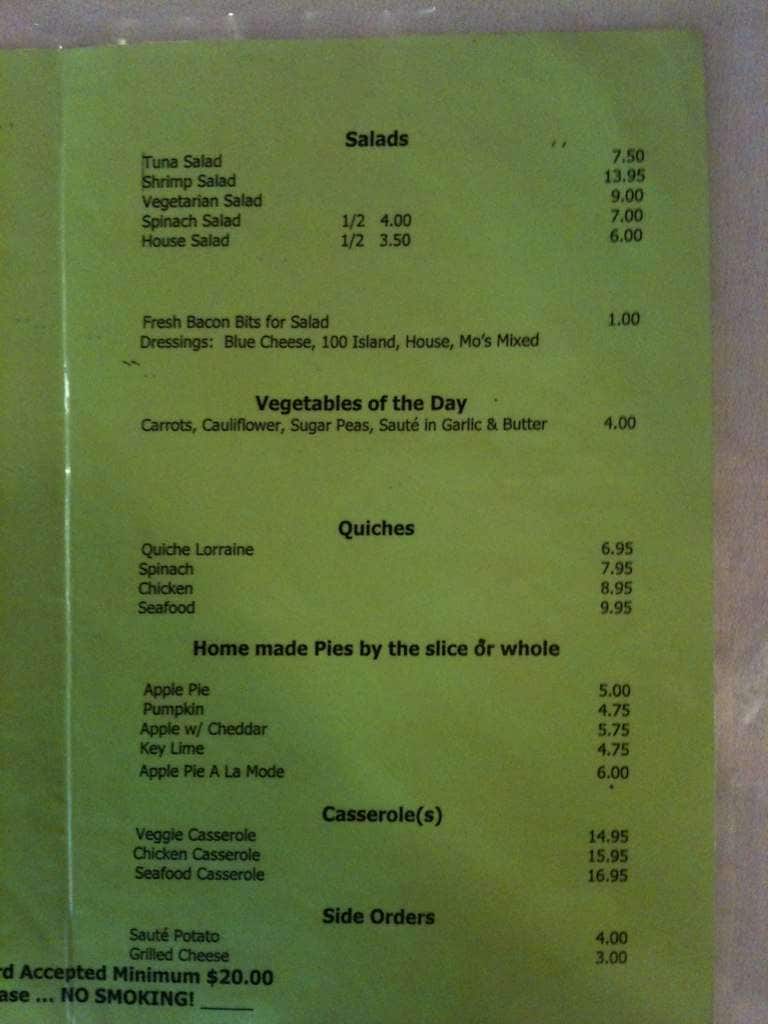 Salads
Tuna Salad 7.50
Shrimp Salad 13.95
Vegetarian Salad 9.00
Spinach Salad 1/2 4.00 7.00
House Salad 1/2 3.50 6.00
Fresh Bacon Bits for Salad 1.00
Dressings: Blue Cheese, 100 Island, House, Mo's Mixed
Vegetables of the Day
Carrots, Cauliflower, Sugar Peas, Sauté in Garlic & Butter 4.00
Quiches
Quiche Lorraine 6.95
Spinach 7.95
Chicken 8.95
Seafood 9.95
Home made Pies by the slice or whole
Apple Pie 5.00
Pumpkin 4.75
Apple w/ Cheddar 5.75
Key Lime 4.75
Apple Pie A La Mode 6.00
Casserole(s)
Veggie Casserole 14.95
Chicken Casserole 15.95
Seafood Casserole 16.95
Side Orders
Sauté Potato 4.00
Grilled Cheese 3.00
rd Accepted Minimum $20.00
ase ... NO SMOKING! ____